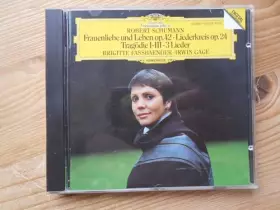 ROBERT SCHUMANN
Frauenliebe und Leben op. 42 · Liederkreis op. 24
Tragödie I-III · 3 Lieder
BRIGITTE FASSBAENDER · IRWIN GAGE